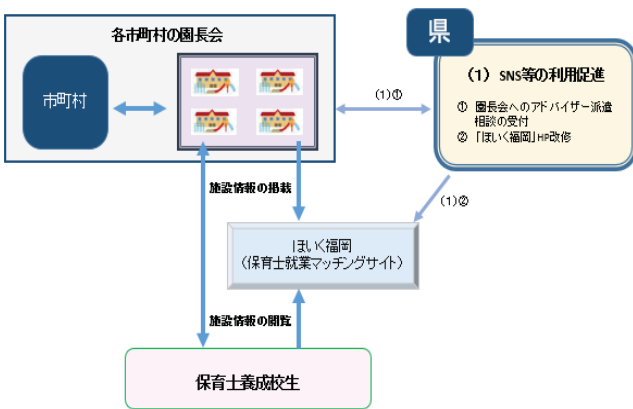 各市町村の園長会
県
市町村
(1) SNS等の利用促進
① 園長会へのアドバイザー派遣
相談の受付
② 「ほいく福岡」HP改修
(1)①
施設情報の掲載
(1)②
ほいく福岡
(保育士就業マッチングサイト)
施設情報の閲覧
保育士養成校生